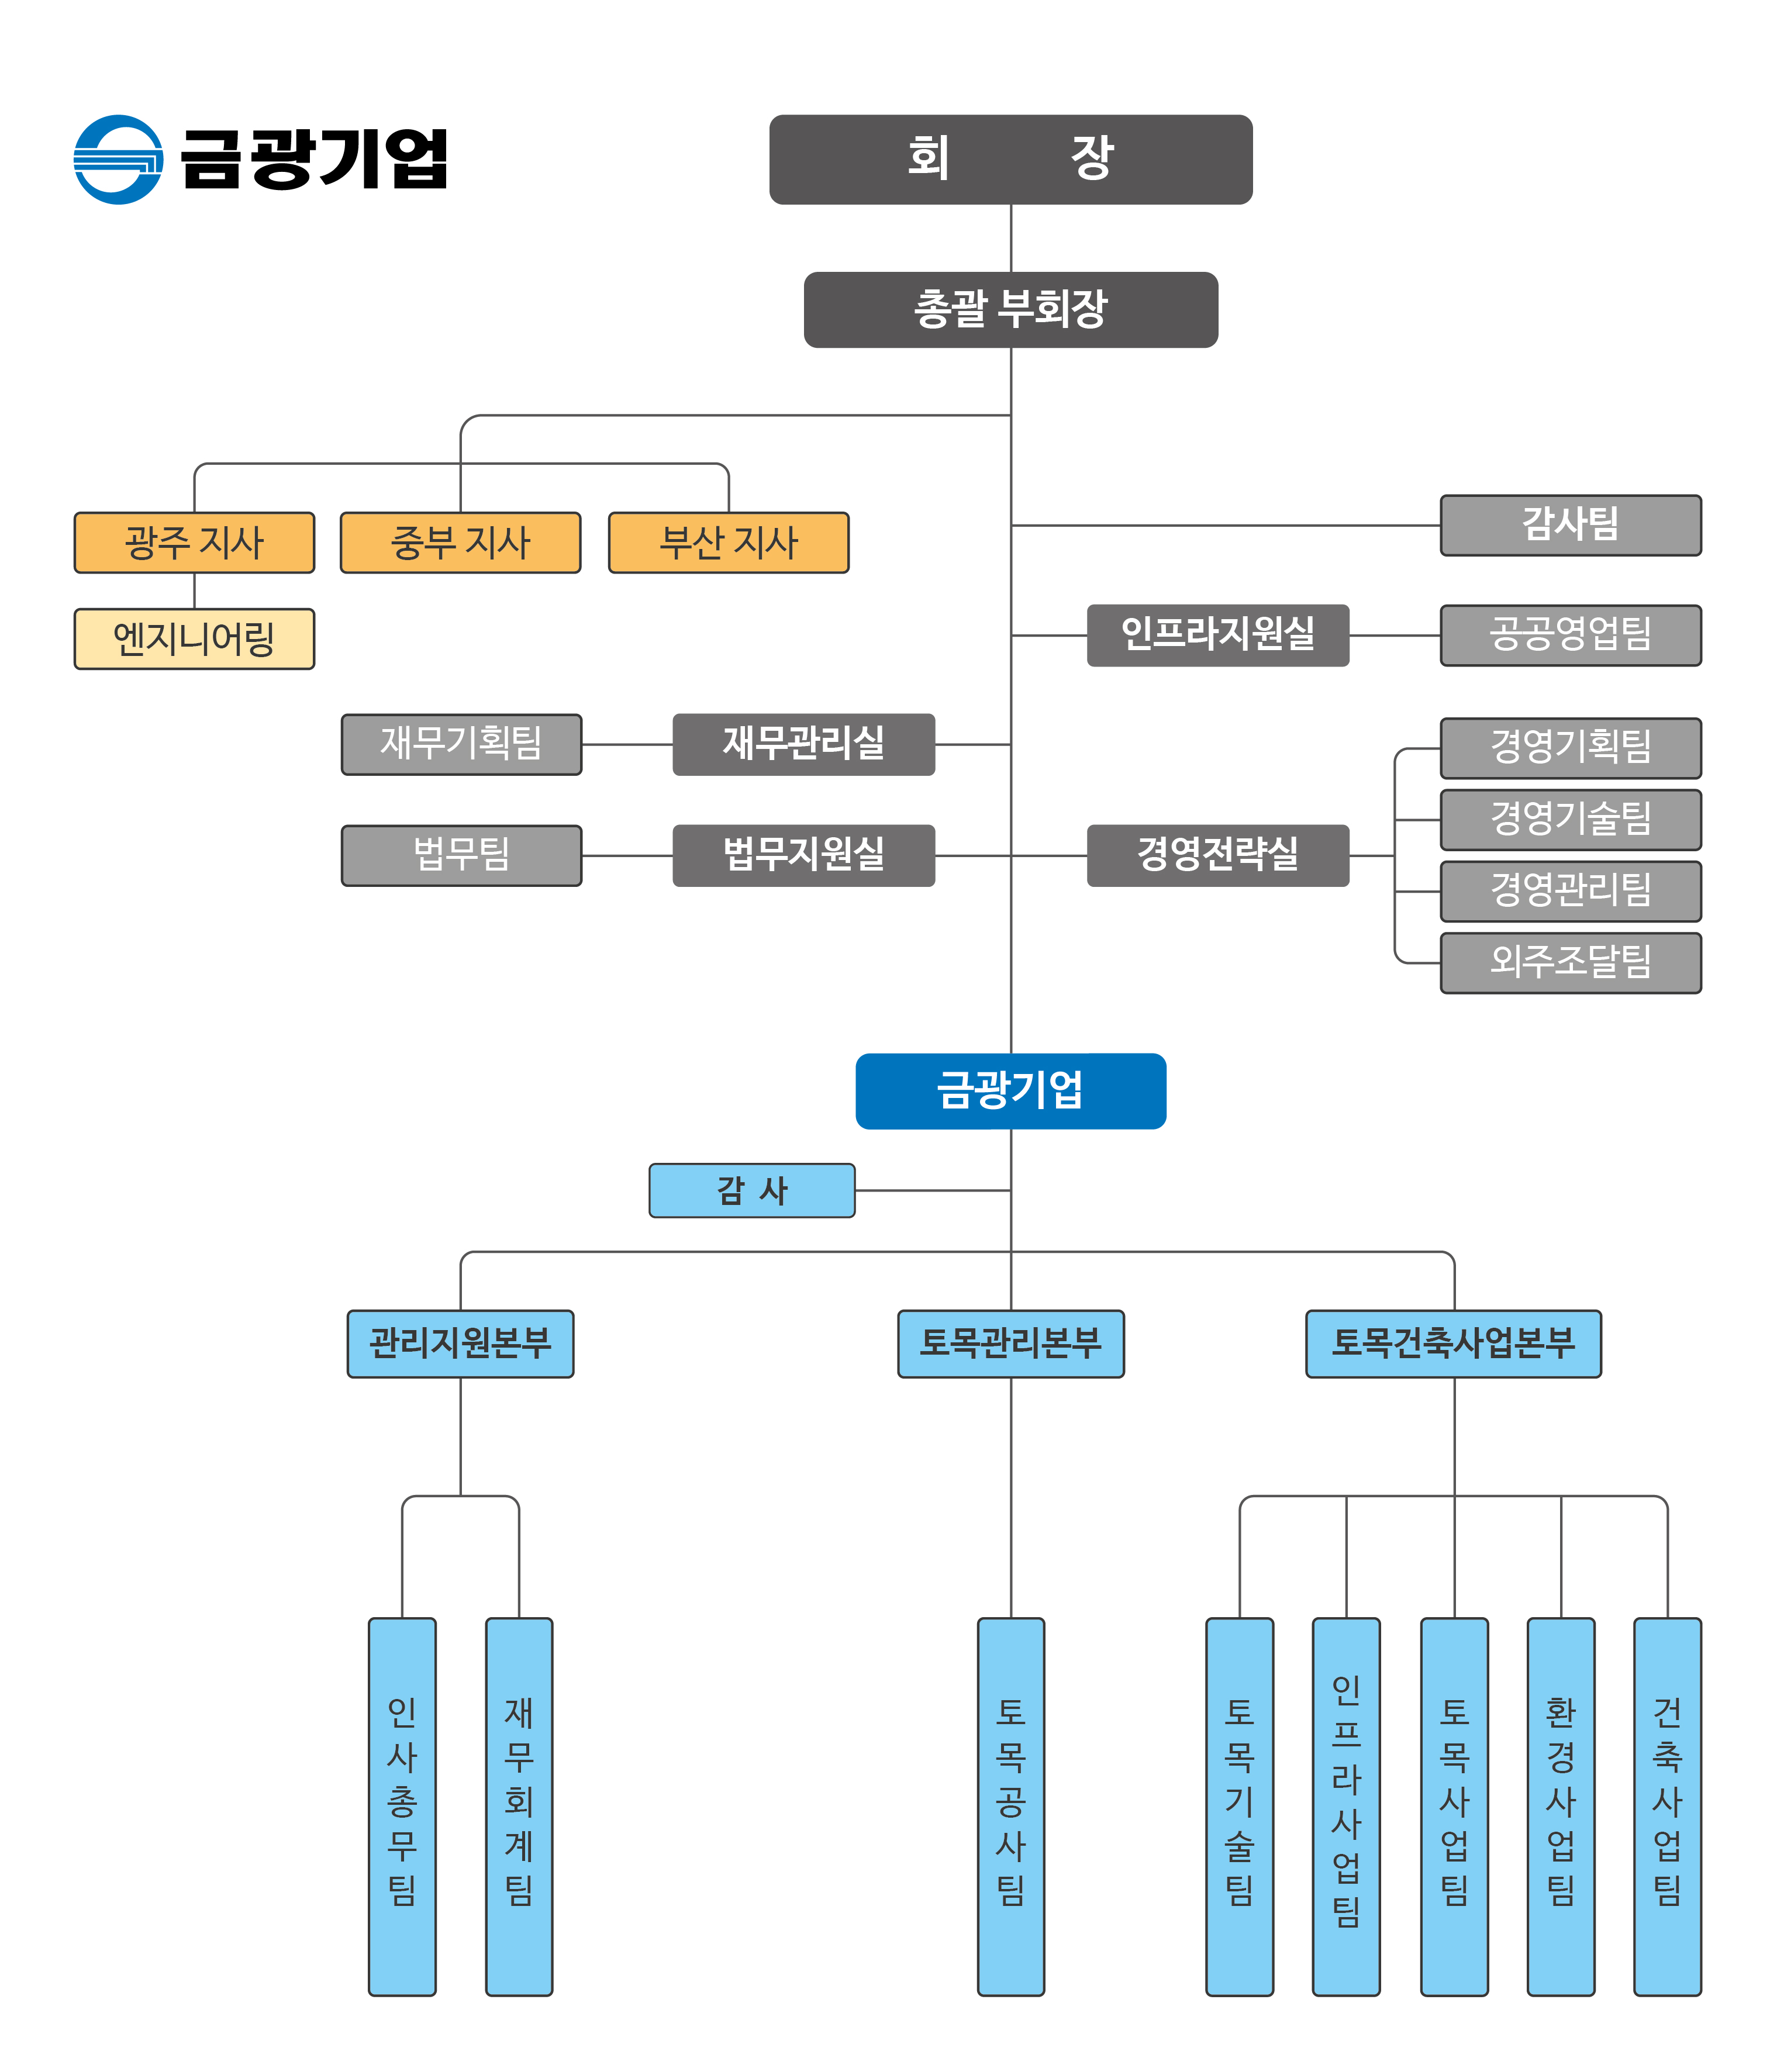 금광기업
회 장
총괄 부회장
광주 지사
중부 지사
부산 지사
감사팀
엔지니어링
인프라지원실
공공영업팀
재무기획팀
재무관리실
경영기획팀
경영기술팀
법무팀
법무지원실
경영전략실
경영관리팀
외주조달팀
금광기업
감 사
관리지원본부
토목관리본부
토목건축사업본부
인사총무팀
재무회계팀
토목공사팀
토목기술팀
인프라사업팀
토목사업팀
환경사업팀
건축사업팀